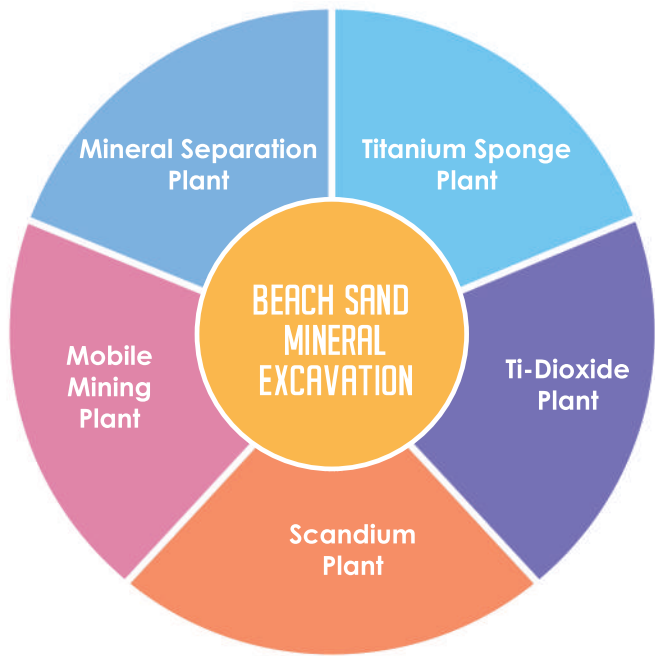 Mineral Separation
Plant
Titanium Sponge
Plant
BEACH SAND
MINERAL
EXCAVATION
Mobile
Mining
Plant
Ti-Dioxide
Plant
Scandium
Plant